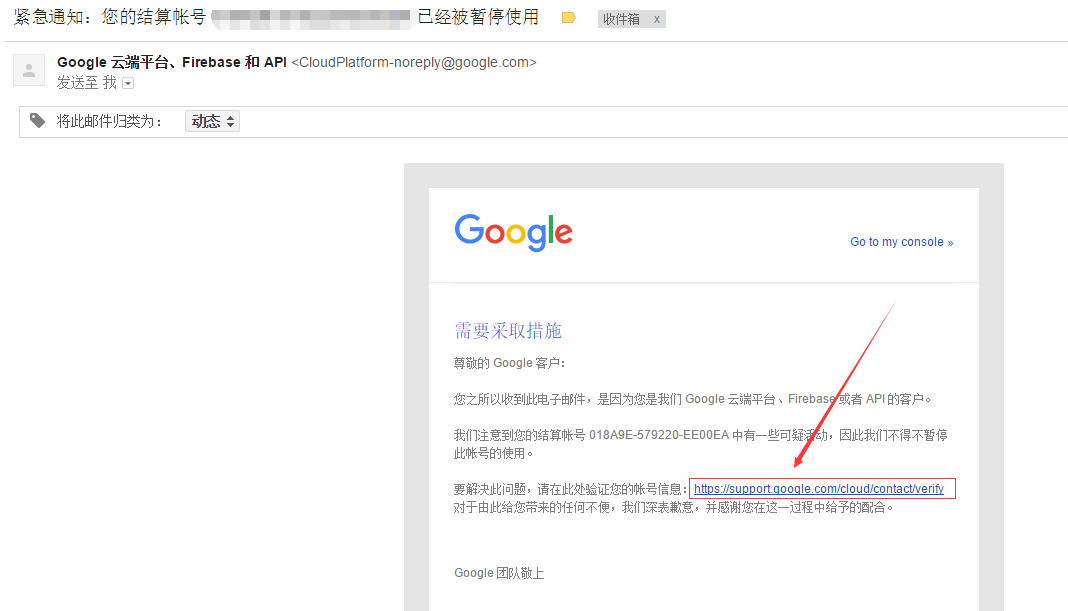 紧急通知：您的结算帐号 已经被暂停使用 收件箱 x
Google 云端平台、Firebase 和 API <CloudPlatform-noreply@google.com>
发送至 我
将此邮件归类为： 动态
Google
Go to my console »
需要采取措施
尊敬的 Google 客户：
您之所以收到此电子邮件，是因为您是我们 Google 云端平台、Firebase 或者 API 的客户。
我们注意到您的结算帐号 018A9E-579220-EE00EA 中有一些可疑活动，因此我们不得不暂停
此帐号的使用。
要解决此问题，请在此处验证您的帐号信息：https://support.google.com/cloud/contact/verify
对于由此给您带来的任何不便，我们深表歉意，并感谢您在这一过程中给予的配合。
Google 团队敬上